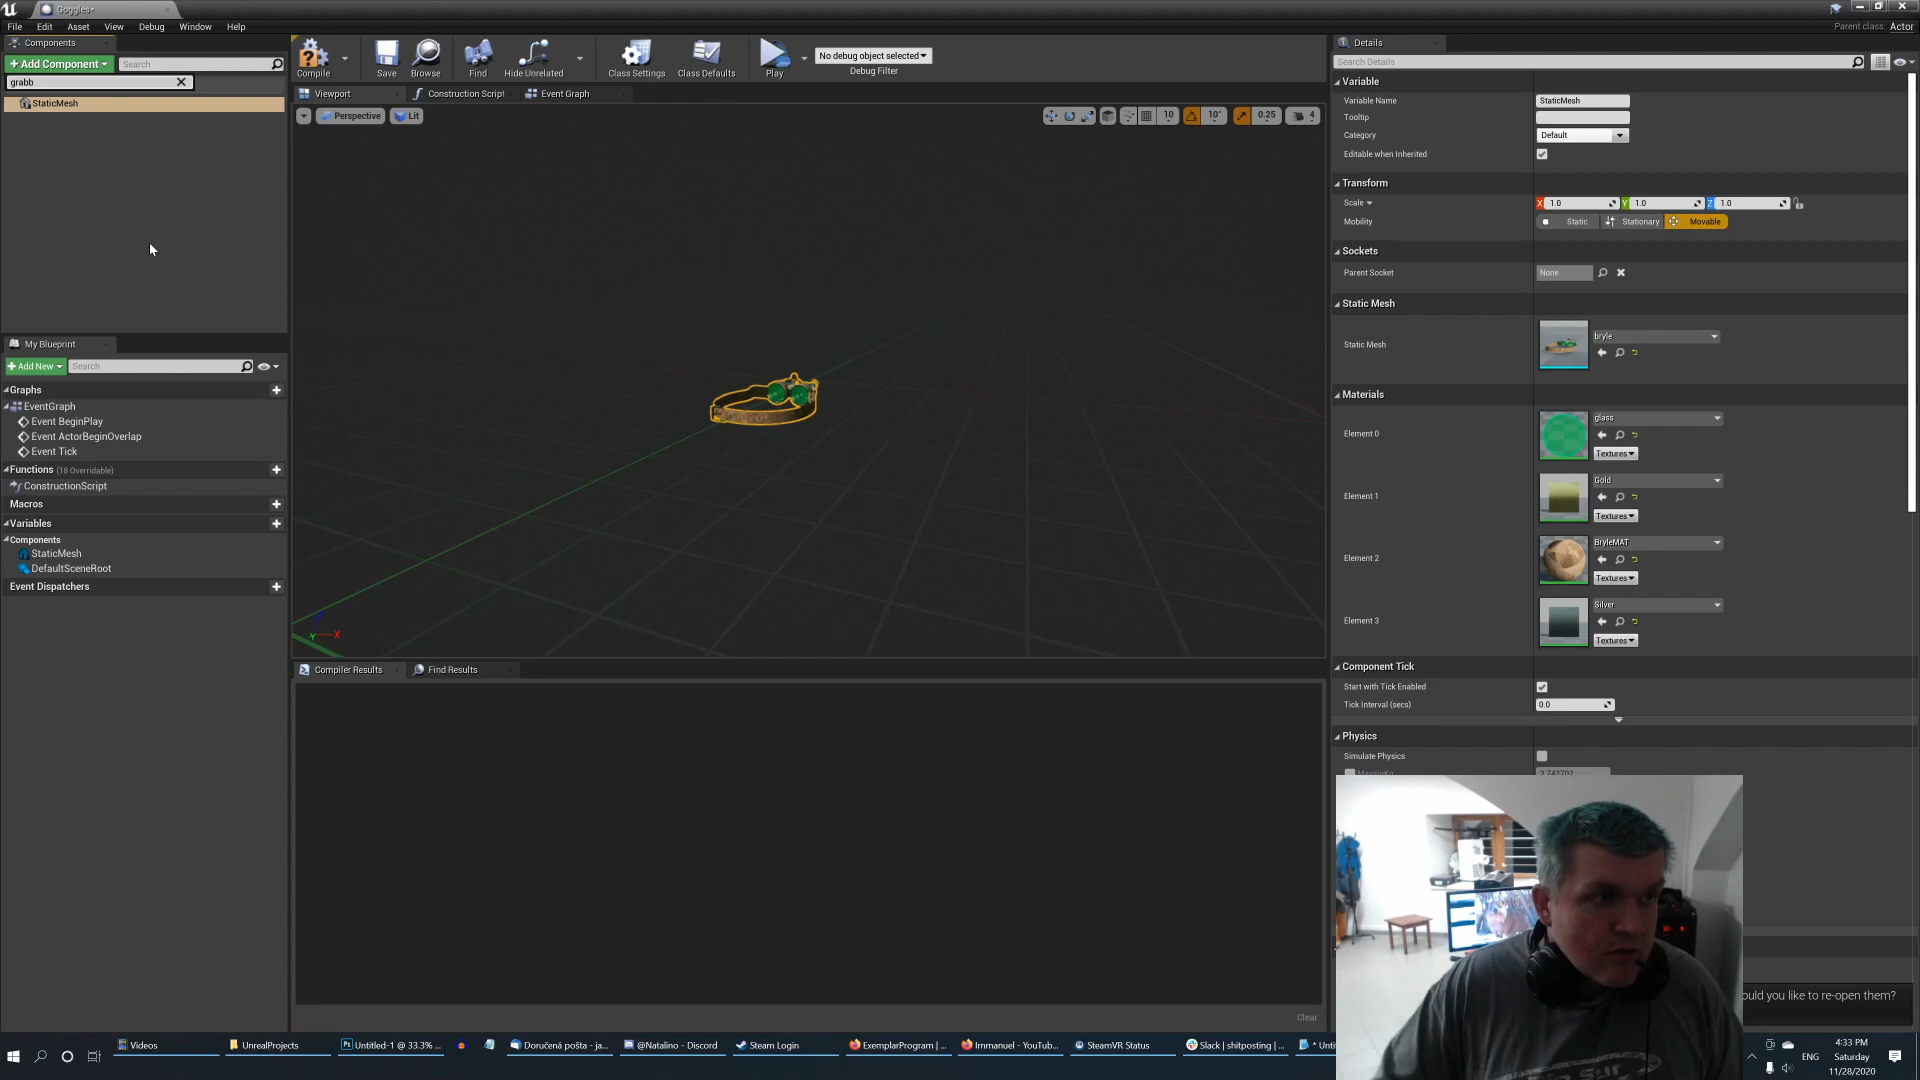 Goggles*
File Edit Asset View Debug Window Help
Parent class: Actor
Components
+Add Component
Search
grabb
StaticMesh
My Blueprint
+Add New
Search
Graphs
EventGraph
Event BeginPlay
Event ActorBeginOverlap
Event Tick
Functions (18 Overridable)
ConstructionScript
Macros
Variables
Components
StaticMesh
DefaultSceneRoot
Event Dispatchers
Compile Save Browse Find Hide Unrelated Class Settings Class Defaults Play
No debug object selected
Debug Filter
Viewport Construction Script Event Graph
Perspective Lit
10 10° 0.25 4
X
Y
Compiler Results Find Results
Clear
Details
Search Details
Variable
Variable Name StaticMesh
Tooltip
Category Default
Editable when Inherited
Transform
Scale X 1.0 Y 1.0 Z 1.0
Mobility Static Stationary Movable
Sockets
Parent Socket None
Static Mesh
Static Mesh bryle
Materials
Element 0 glass
Textures
Element 1 Gold
Textures
Element 2 BryleMAT
Textures
Element 3 Silver
Textures
Component Tick
Start with Tick Enabled
Tick Interval (secs) 0.0
Physics
Simulate Physics
MassInKg 2.742702
ould you like to re-open them?
Videos UnrealProjects Untitled-1 @ 33.3% ... Doručená pošta - ja... @Natalino - Discord Steam Login ExemplarProgram | ... Immanuel - YouTub... SteamVR Status Slack | shitposting | ... * Unti
ENG
4:33 PM
Saturday
11/28/2020